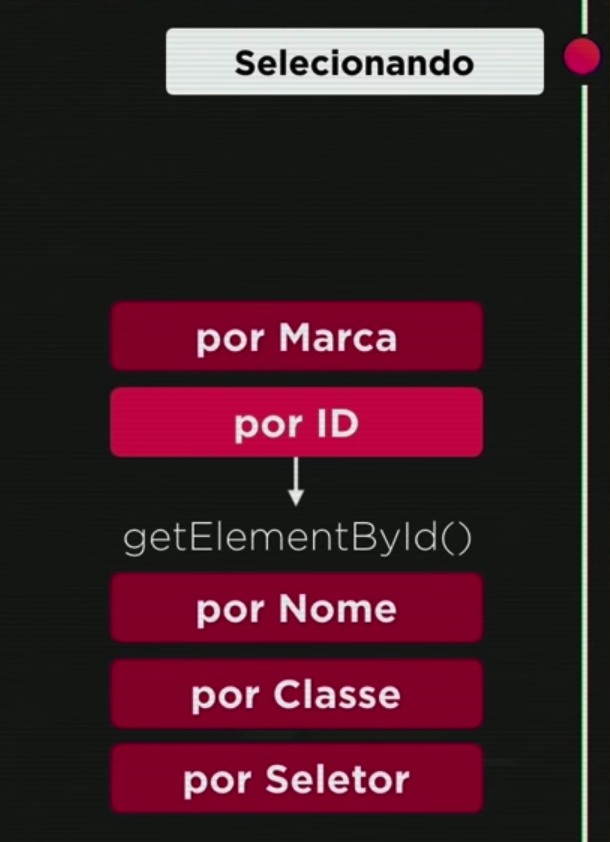 Selecionando
por Marca
por ID
getElementById()
por Nome
por Classe
por Seletor